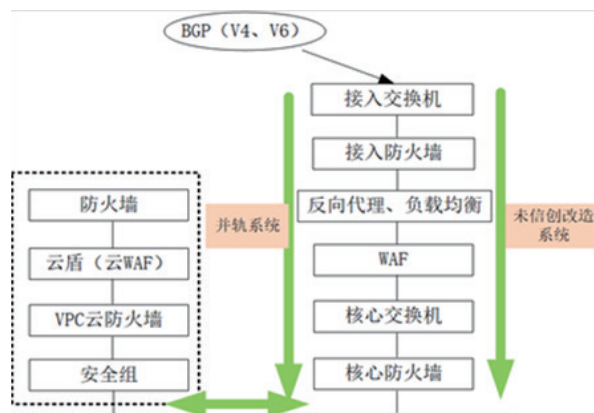 BGP（V4、V6）
接入交换机
接入防火墙
反向代理、负载均衡
WAF
核心交换机
核心防火墙
并轨系统
未信创改造
系统
防火墙
云盾（云WAF）
VPC云防火墙
安全组